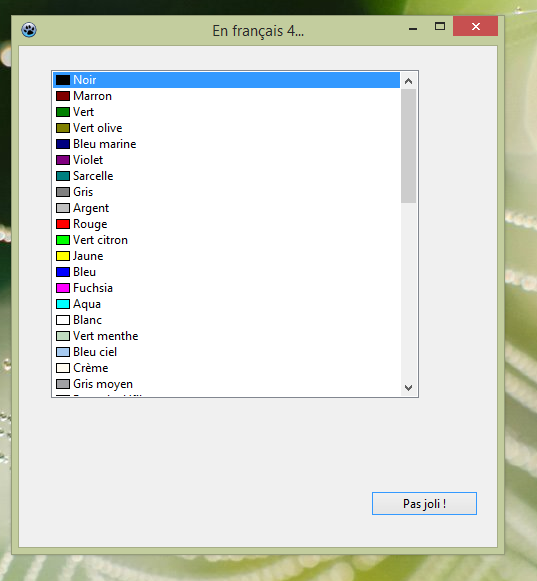 En français 4...
Noir
Marron
Vert
Vert olive
Bleu marine
Violet
Sarcelle
Gris
Argent
Rouge
Vert citron
Jaune
Bleu
Fuchsia
Aqua
Blanc
Vert menthe
Bleu ciel
Crème
Gris moyen
Pas joli !